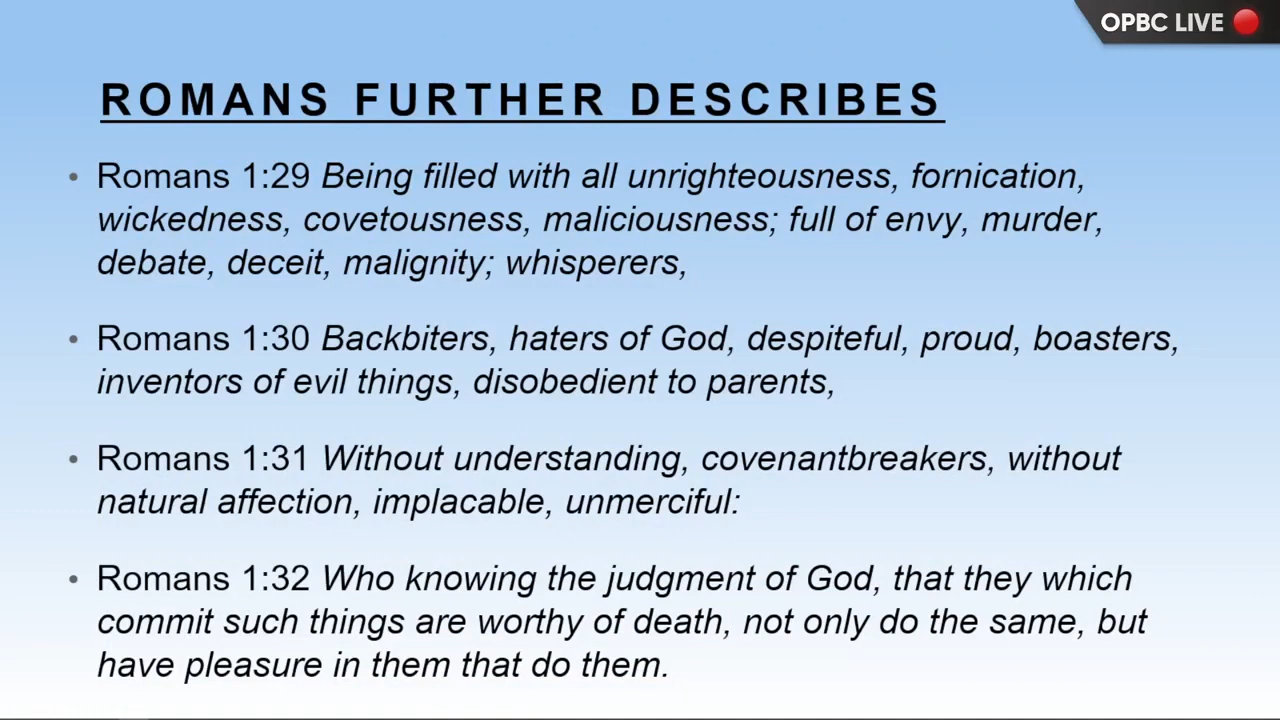 OPBC LIVE
ROMANS FURTHER DESCRIBES
• Romans 1:29 Being filled with all unrighteousness, fornication,
wickedness, covetousness, maliciousness; full of envy, murder,
debate, deceit, malignity; whisperers,
• Romans 1:30 Backbiters, haters of God, despiteful, proud, boasters,
inventors of evil things, disobedient to parents,
• Romans 1:31 Without understanding, covenantbreakers, without
natural affection, implacable, unmerciful:
• Romans 1:32 Who knowing the judgment of God, that they which
commit such things are worthy of death, not only do the same, but
have pleasure in them that do them.